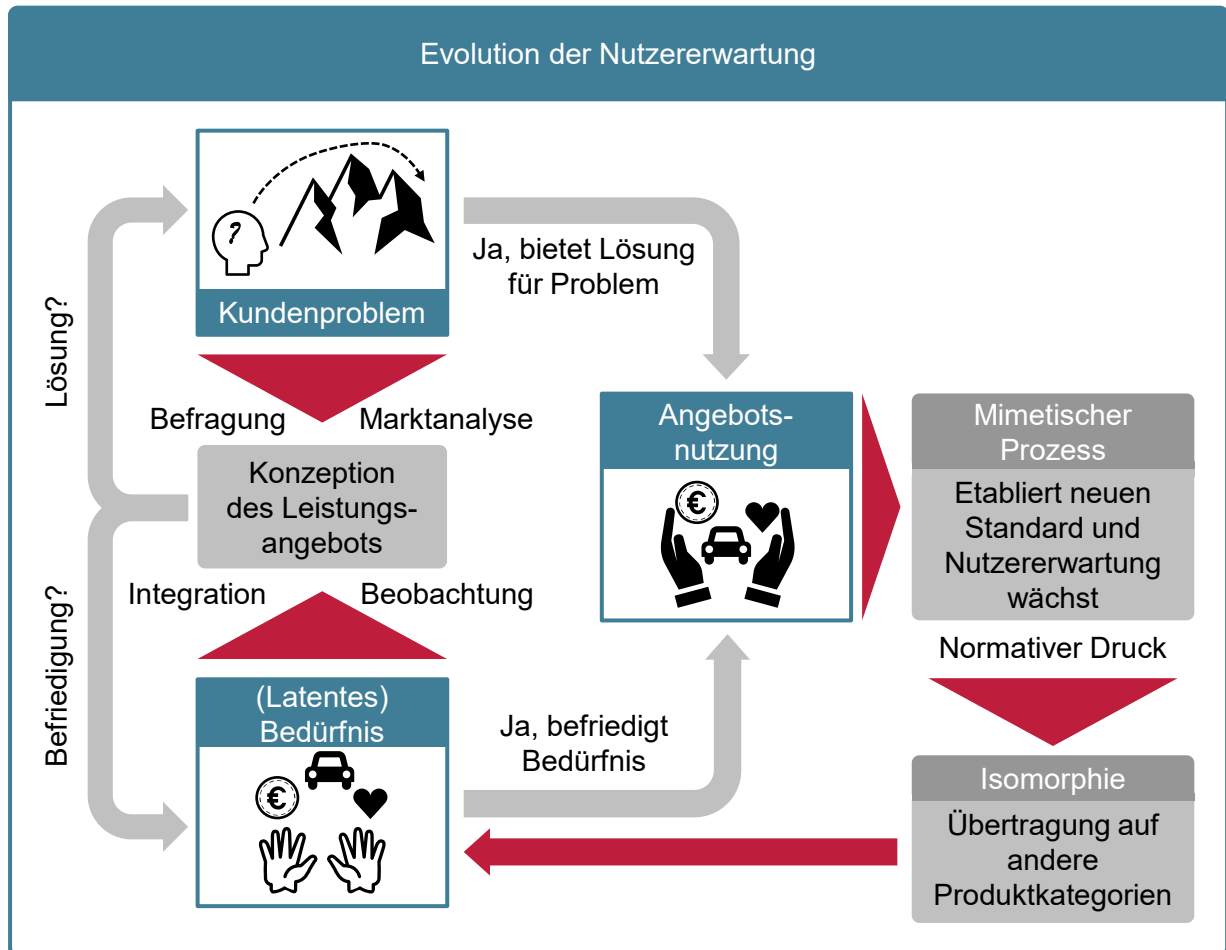 Evolution der Nutzererwartung
?
Kundenproblem
Ja, bietet Lösung
für Problem
Lösung?
Befragung
Marktanalyse
Konzeption
des Leistungs-
angebots
Integration
Beobachtung
Befriedigung?
(Latentes)
Bedürfnis
€
Ja, befriedigt
Bedürfnis
Angebots-
nutzung
€
Mimetischer
Prozess
Etabliert neuen
Standard und
Nutzererwartung
wächst
Normativer Druck
Isomorphie
Übertragung auf
andere
Produktkategorien